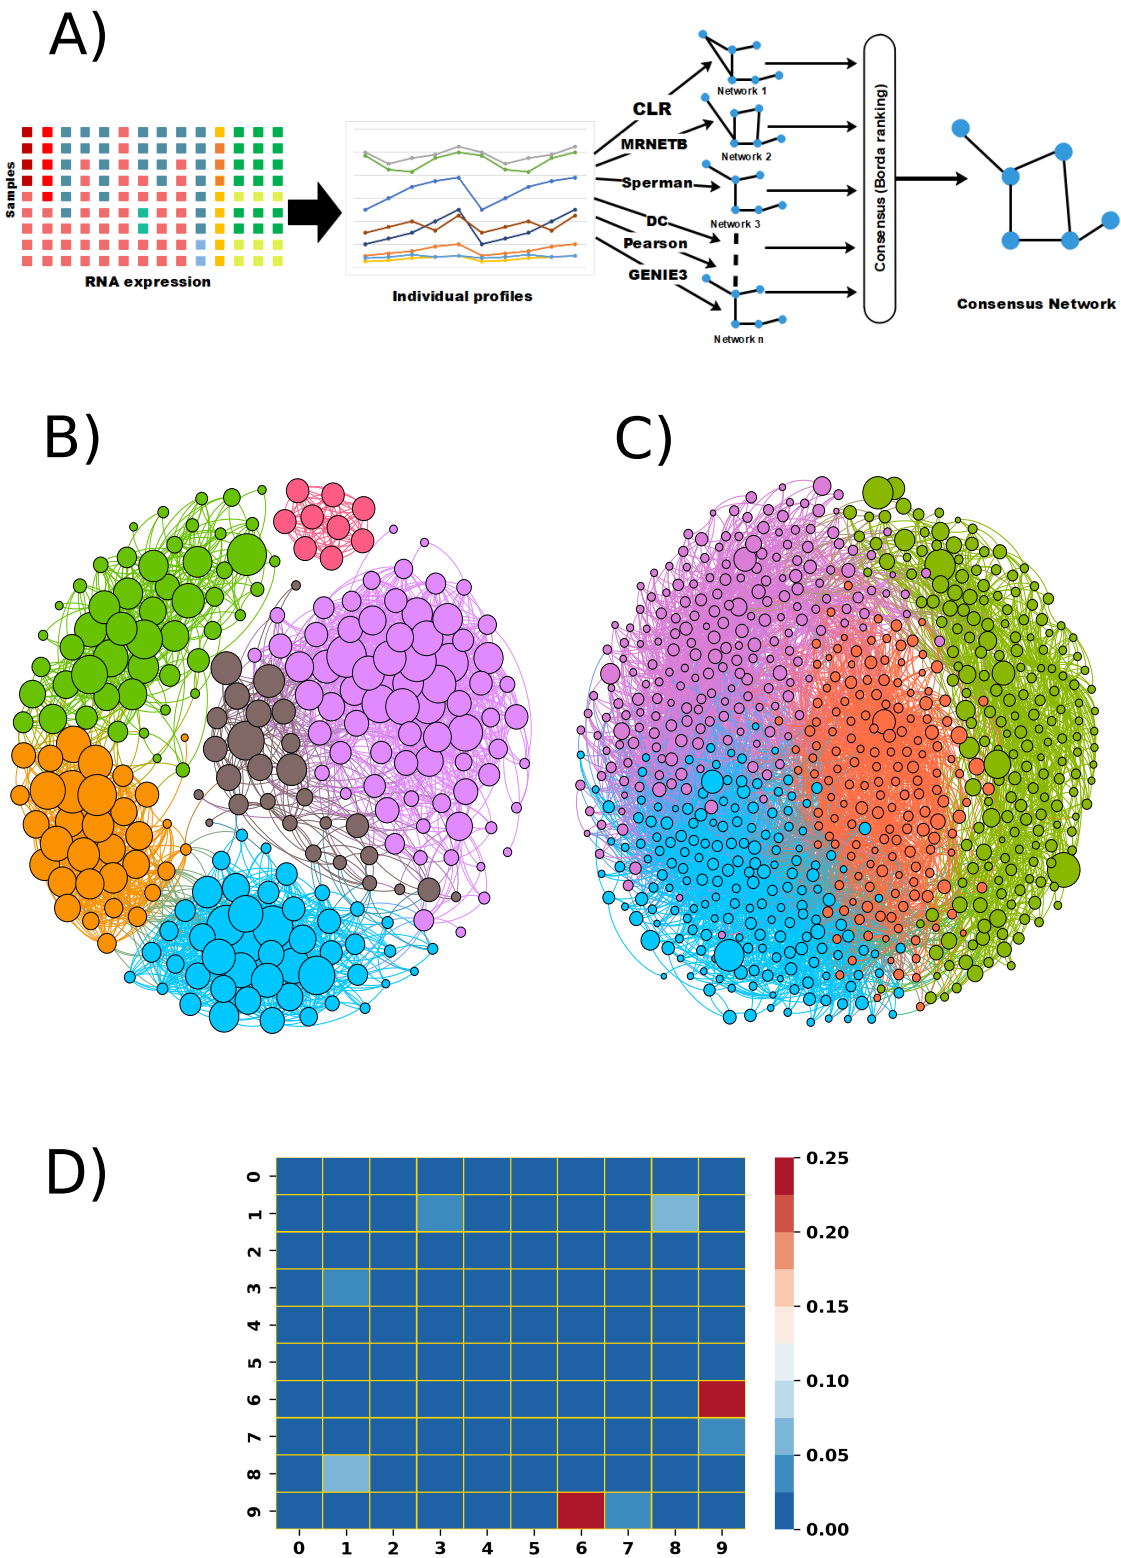 A)
Samples
RNA expression
Individual profiles
CLR
MRNETB
Sperman
DC
Pearson
GENIE3
Network 1
Network 2
Network 3
Network n
Consensus (Borda ranking)
Consensus Network
B)
C)
D)
0
1
2
3
4
5
6
7
8
9
0 1 2 3 4 5 6 7 8 9
0.25
0.20
0.15
0.10
0.05
0.00